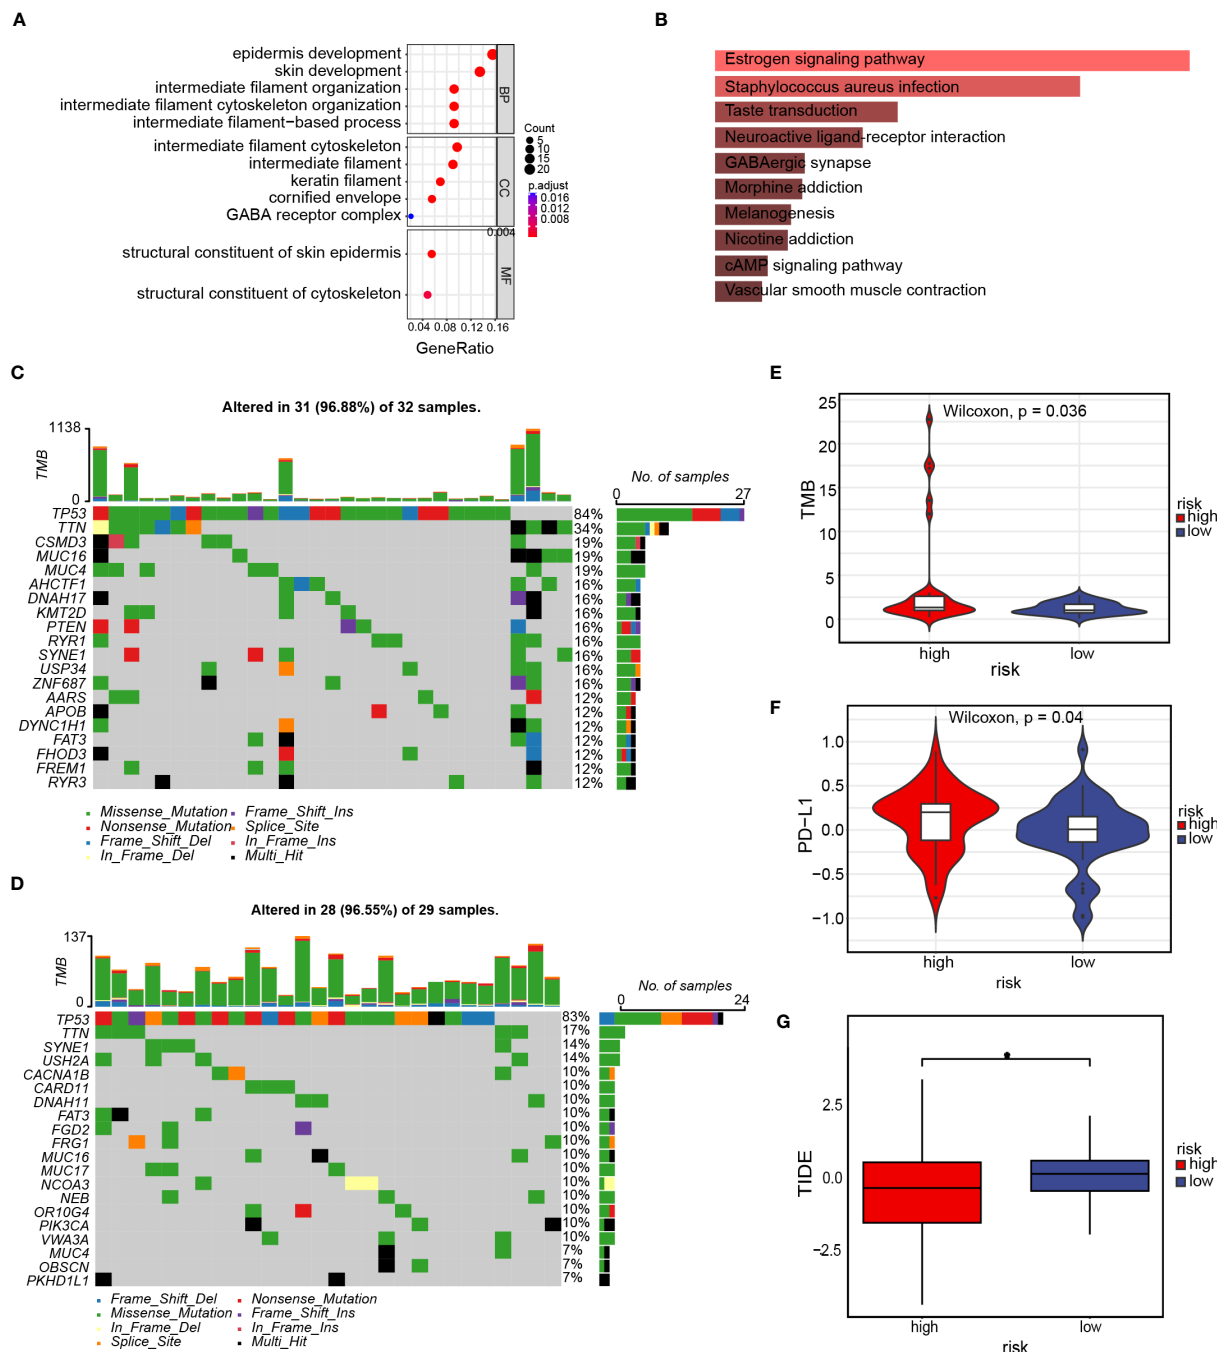 A
epidermis development
skin development
intermediate filament organization
intermediate filament cytoskeleton organization
intermediate filament−based process
BP
intermediate filament cytoskeleton
intermediate filament
keratin filament
cornified envelope
GABA receptor complex
CC
structural constituent of skin epidermis
structural constituent of cytoskeleton
MF
0.04 0.08 0.12 0.16
GeneRatio
Count
5
10
15
20
p.adjust
0.016
0.012
0.008
0.004
B
Estrogen signaling pathway
Staphylococcus aureus infection
Taste transduction
Neuroactive ligand-receptor interaction
GABAergic synapse
Morphine addiction
Melanogenesis
Nicotine addiction
cAMP signaling pathway
Vascular smooth muscle contraction
C
Altered in 31 (96.88%) of 32 samples.
1138
TMB
0
No. of samples
0 27
TP53 84%
TTN 34%
CSMD3 19%
MUC16 19%
MUC4 19%
AHCTF1 16%
DNAH17 16%
KMT2D 16%
PTEN 16%
RYR1 16%
SYNE1 16%
USP34 16%
ZNF687 16%
AARS 12%
APOB 12%
DYNC1H1 12%
FAT3 12%
FHOD3 12%
FREM1 12%
RYR3 12%
Missense_Mutation Frame_Shift_Ins
Nonsense_Mutation Splice_Site
Frame_Shift_Del In_Frame_Ins
In_Frame_Del Multi_Hit
D
Altered in 28 (96.55%) of 29 samples.
137
TMB
0
No. of samples
0 24
TP53 83%
TTN 17%
SYNE1 14%
USH2A 14%
CACNA1B 10%
CARD11 10%
DNAH11 10%
FAT3 10%
FGD2 10%
FRG1 10%
MUC16 10%
MUC17 10%
NCOA3 10%
NEB 10%
OR10G4 10%
PIK3CA 10%
VWA3A 10%
MUC4 7%
OBSCN 7%
PKHD1L1 7%
Frame_Shift_Del Nonsense_Mutation
Missense_Mutation Frame_Shift_Ins
In_Frame_Del In_Frame_Ins
Splice_Site Multi_Hit
E
Wilcoxon, p = 0.036
25
20
15
10
5
0
TMB
high low
risk
risk
high
low
F
Wilcoxon, p = 0.04
1.0
0.5
0.0
−0.5
−1.0
PD−L1
high low
risk
risk
high
low
G
2.5
0.0
−2.5
TIDE
high low
risk
risk
high
low